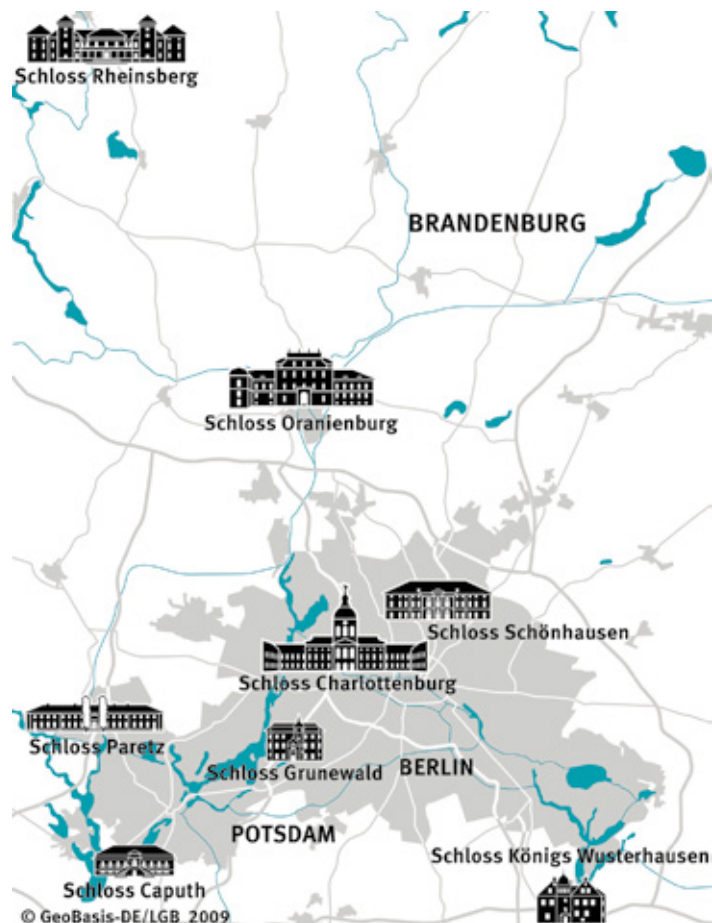 Schloss Rheinsberg
BRANDENBURG
Schloss Oranienburg
Schloss Schönhausen
Schloss Charlottenburg
Schloss Paretz
Schloss Grunewald
BERLIN
POTSDAM
Schloss Königs Wusterhausen
Schloss Caputh
© GeoBasis-DE/LGB 2009